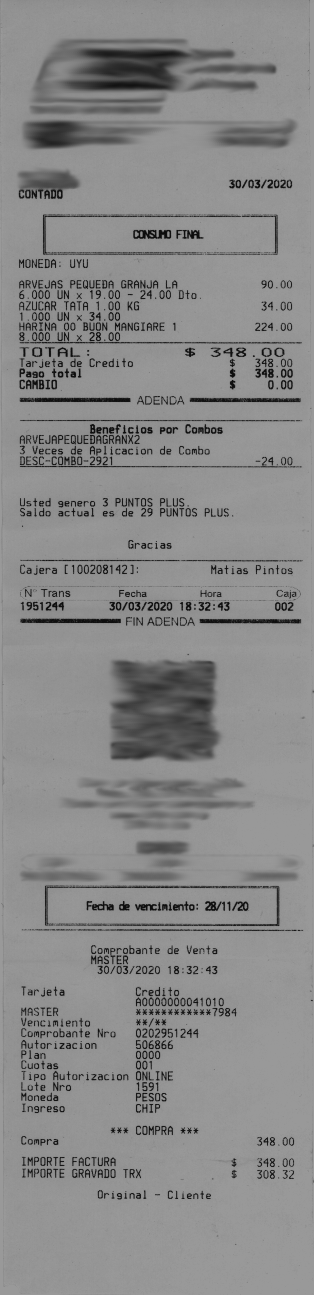 30/03/2020
CONTADO
CONSUMO FINAL
MONEDA: UYU
ARVEJAS PEQUEDA GRANJA LA 90.00
6.000 UN x 19.00 - 24.00 Dto.
AZUCAR TATA 1.00 KG 34.00
1.000 UN x 34.00
HARINA 00 BUON MANGIARE 1 224.00
8.000 UN x 28.00
TOTAL: $ 348.00
Tarjeta de Credito $ 348.00
Pago total $ 348.00
CAMBIO $ 0.00
ADENDA
Beneficios por Combos
ARVEJAPEQUEDAGRANX2
3 Veces de Aplicacion de Combo
DESC-COMBO-2921 -24.00
Usted genero 3 PUNTOS PLUS.
Saldo actual es de 29 PUNTOS PLUS.
Gracias
Cajera [100208142]: Matias Pintos
N° Trans Fecha Hora Caja
1951244 30/03/2020 18:32:43 002
FIN ADENDA
Fecha de vencimiento: 28/11/20
Comprobante de Venta
MASTER
30/03/2020 18:32:43
Tarjeta Credito
A0000000041010
MASTER ************7984
Vencimiento **/**
Comprobante Nro 0202951244
Autorizacion 506866
Plan 0000
Cuotas 001
Tipo Autorizacion ONLINE
Lote Nro 1591
Moneda PESOS
Ingreso CHIP
*** COMPRA ***
Compra 348.00
IMPORTE FACTURA $ 348.00
IMPORTE GRAVADO TRX $ 308.32
Original - Cliente